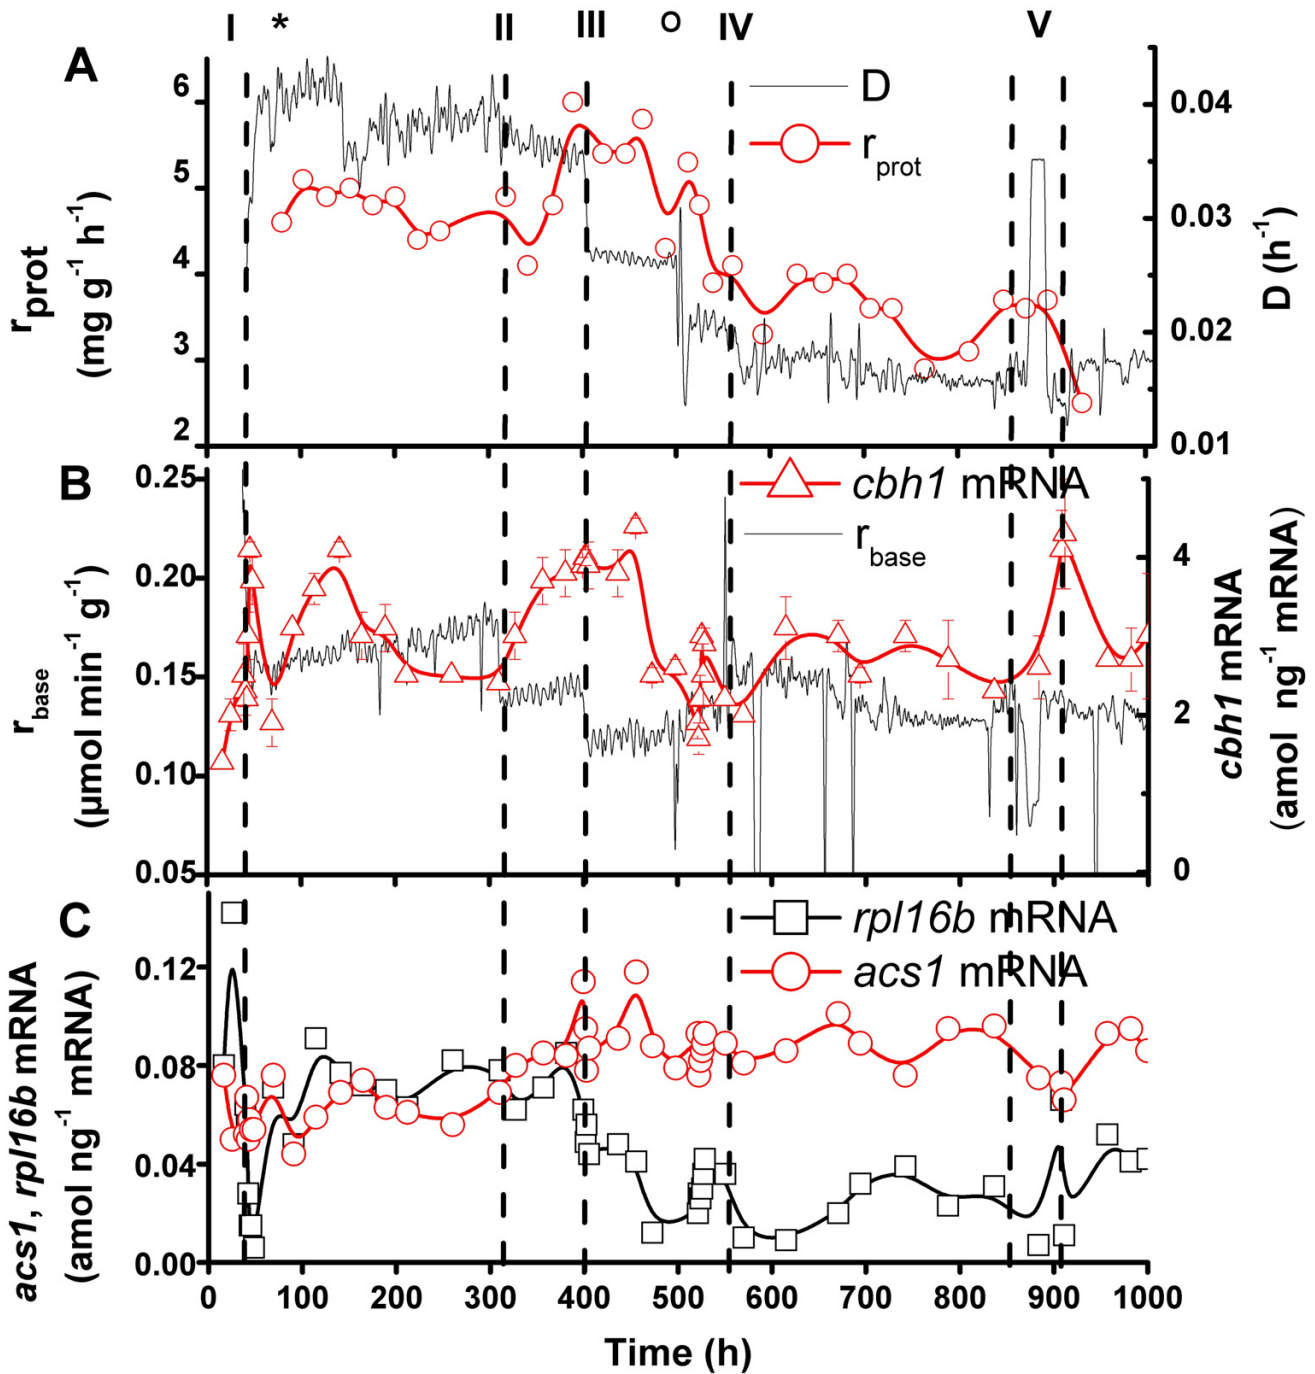 I * II III O IV V
A
D
r_prot
6
5
4
3
2
r_prot
(mg g⁻¹ h⁻¹)
0.04
0.03
0.02
0.01
D (h⁻¹)
B
cbh1 mRNA
r_base
0.25
0.20
0.15
0.10
0.05
r_base
(µmol min⁻¹ g⁻¹)
4
2
0
cbh1 mRNA
(amol ng⁻¹ mRNA)
C
rpl16b mRNA
acs1 mRNA
0.12
0.08
0.04
0.00
acs1, rpl16b mRNA
(amol ng⁻¹ mRNA)
0 100 200 300 400 500 600 700 800 900 1000
Time (h)